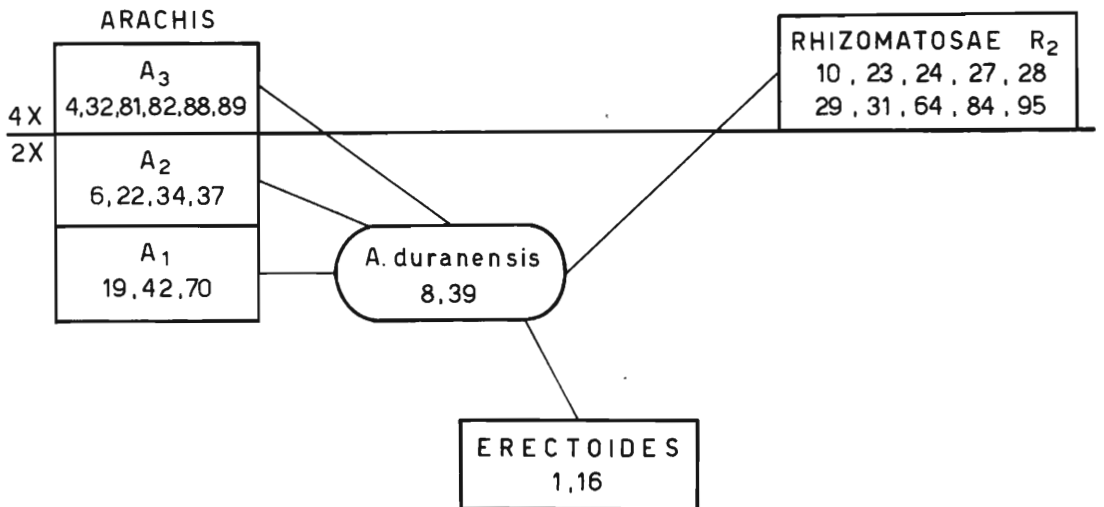 ARACHIS
A3
4,32,81,82,88,89
4X
2X
A2
6,22,34,37
A1
19,42,70
A. duranensis
8,39
RHIZOMATOSAE R2
10 , 23 , 24 , 27 , 28
29 , 31 , 64 , 84 , 95
ERECTOIDES
1,16